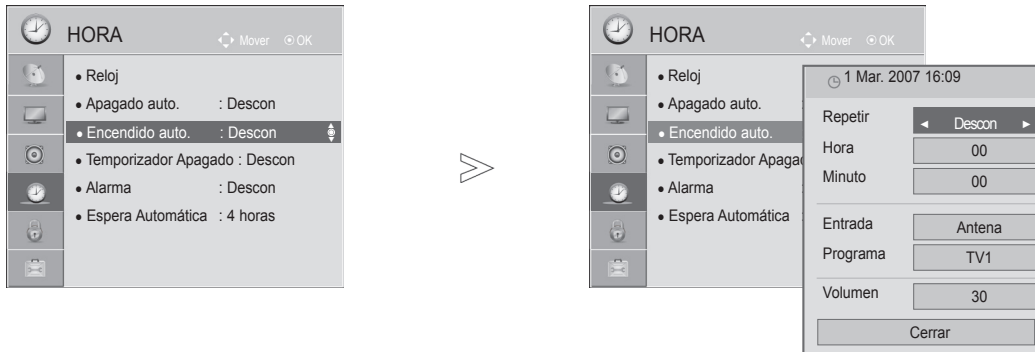 HORA
Mover OK
• Reloj
• Apagado auto. : Descon
• Encendido auto. : Descon
• Temporizador Apagado : Descon
• Alarma : Descon
• Espera Automática : 4 horas
HORA
Mover OK
• Reloj
• Apagado auto. :
• Encendido auto.
• Temporizador Apagad
• Alarma :
• Espera Automática :
1 Mar. 2007 16:09
Repetir ◄ Descon ►
Hora 00
Minuto 00
Entrada Antena
Programa TV1
Volumen 30
Cerrar